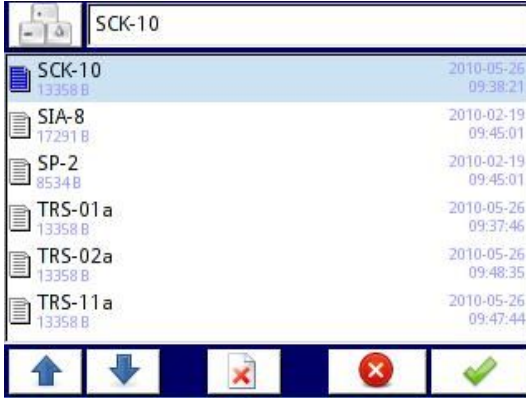 SCK-10
SCK-10 2010-05-26
13358 B 09:38:21
SIA-8 2010-02-19
17291 B 09:45:01
SP-2 2010-02-19
8534 B 09:45:01
TRS-01a 2010-05-26
13358 B 09:37:46
TRS-02a 2010-05-26
13358 B 09:48:35
TRS-11a 2010-05-26
13358 B 09:47:44